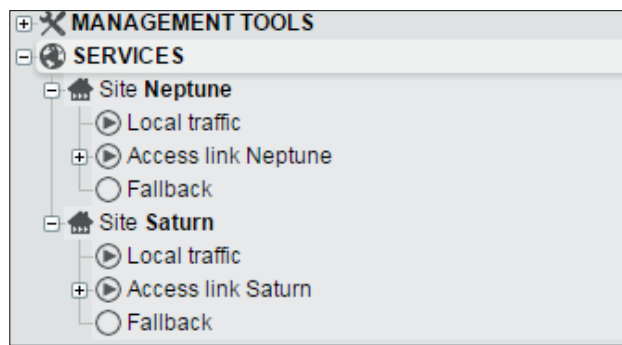 MANAGEMENT TOOLS
SERVICES
Site Neptune
Local traffic
Access link Neptune
Fallback
Site Saturn
Local traffic
Access link Saturn
Fallback